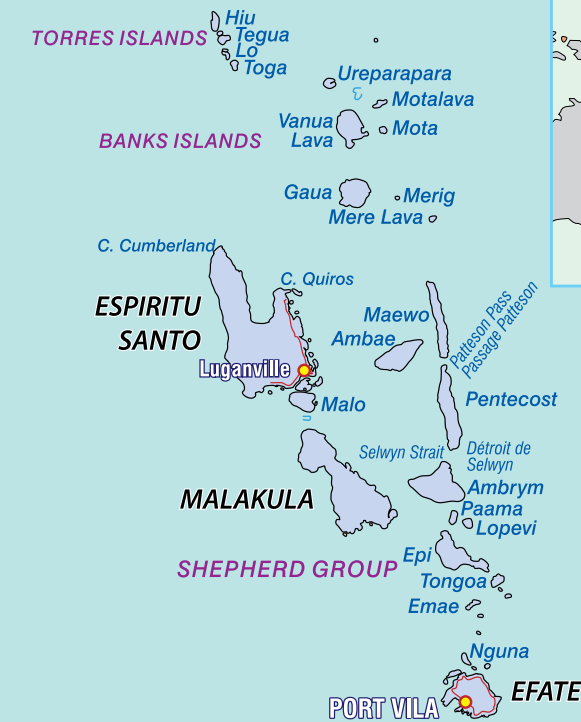 Hiu
TORRES ISLANDS
Tegua
Lo
Toga
Ureparapara
Motalava
Vanua
Lava
Mota
BANKS ISLANDS
Gaua
Merig
Mere Lava
C. Cumberland
C. Quiros
ESPIRITU
SANTO
Maewo
Ambae
Patteson Pass
Passage Patteson
Luganville
Malo
Pentecost
Selwyn Strait
Détroit de
Selwyn
MALAKULA
Ambrym
Paama
Lopevi
Epi
SHEPHERD GROUP
Tongoa
Emae
Nguna
EFATE
PORT VILA